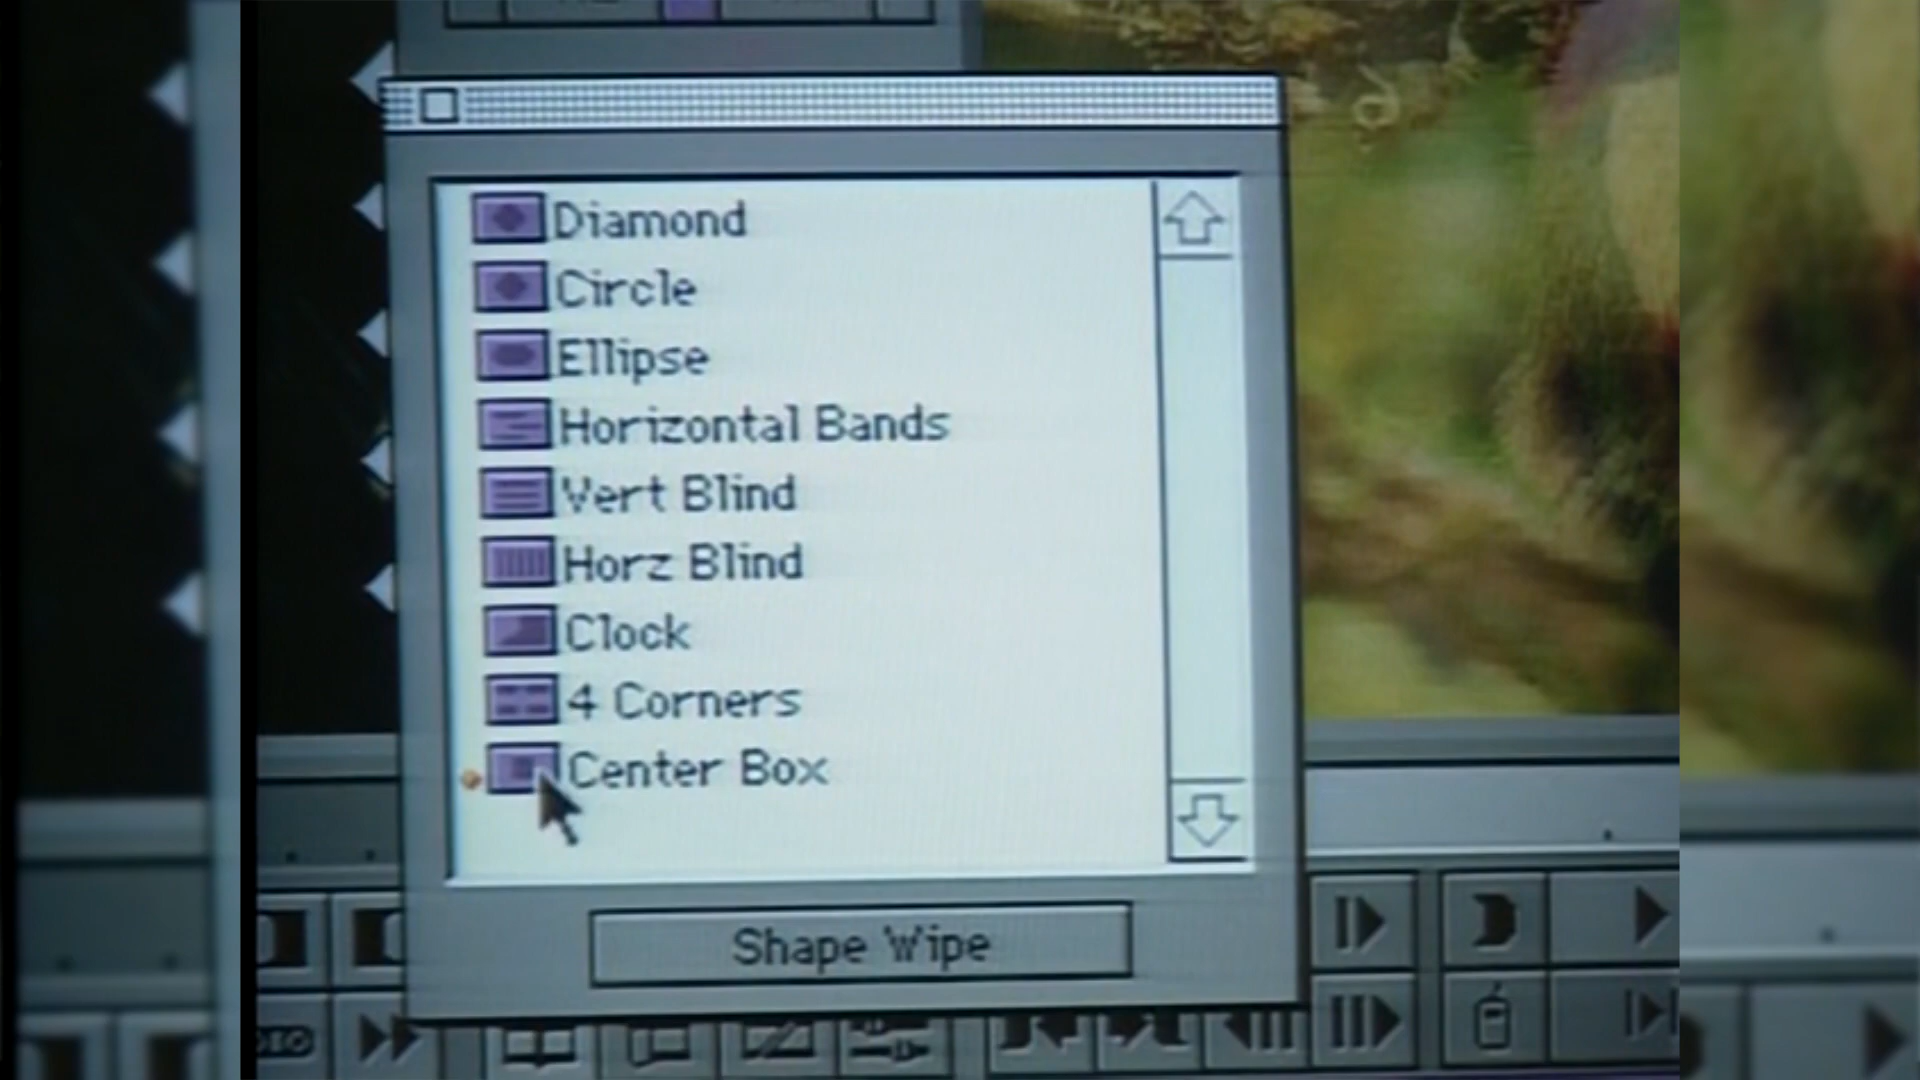 Diamond
Circle
Ellipse
Horizontal Bands
Vert Blind
Horz Blind
Clock
4 Corners
Center Box
Shape Wipe